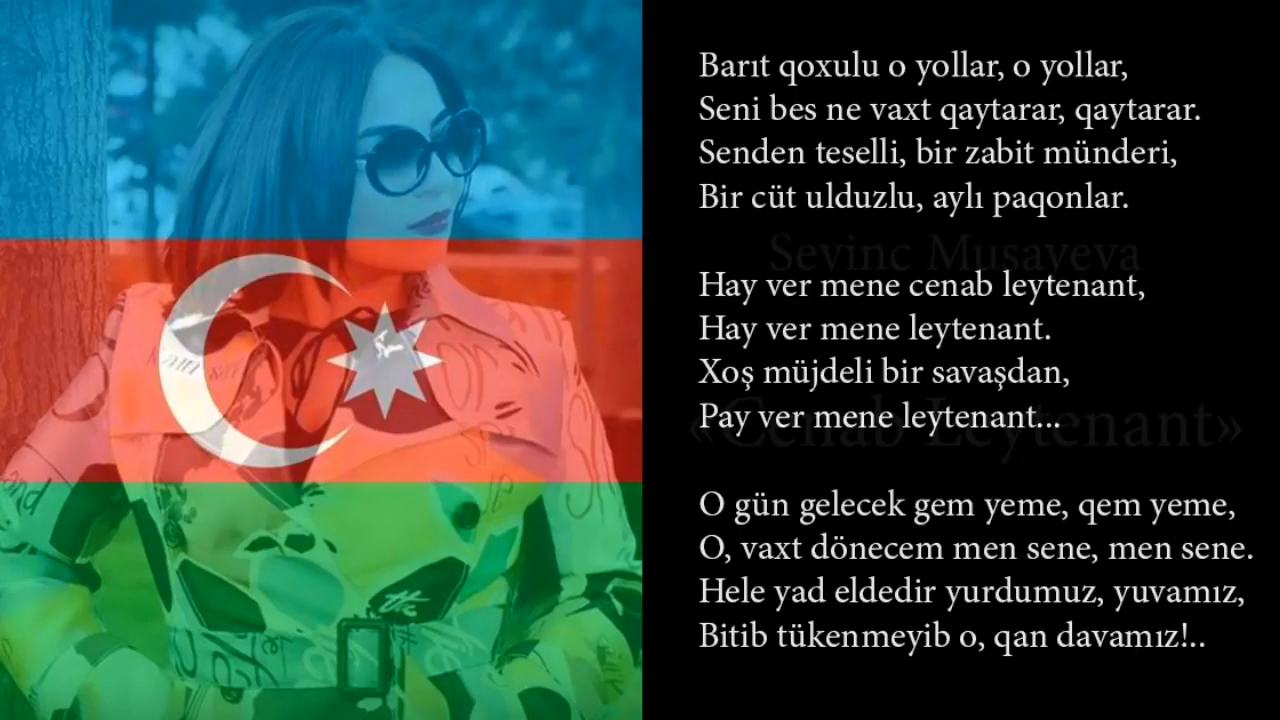 Barıt qoxulu o yollar, o yollar,
Seni bes ne vaxt qaytarar, qaytarar.
Senden teselli, bir zabit münderi,
Bir cüt ulduzlu, aylı paqonlar.
Sevinc Musayeva
Hay ver mene cenab leytenant,
Hay ver mene leytenant.
Xoş müjdeli bir savaşdan,
Pay ver mene leytenant...
«Cenab Leytenant»
O gün gelecek gem yeme, qem yeme,
O, vaxt dönecem men sene, men sene.
Hele yad eldedir yurdumuz, yuvamız,
Bitib tükenmeyib o, qan davamız!..